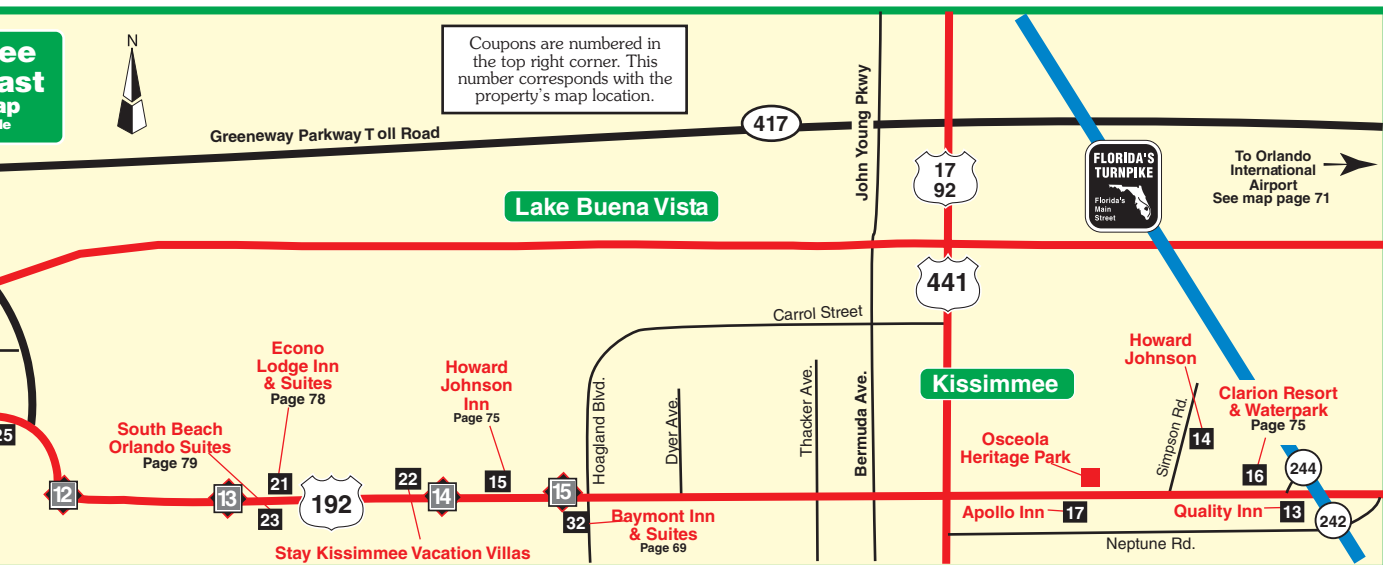 ee
ast
ap
le
N
Coupons are numbered in
the top right corner. This
number corresponds with the
property's map location.
Greeneway Parkway T oll Road
417
John Young Pkwy
17
92
FLORIDA'S
TURNPIKE
Florida's
Main
Street
To Orlando
International
Airport
See map page 71
Lake Buena Vista
441
Carrol Street
Kissimmee
Econo
Lodge Inn
& Suites
Page 78
Howard
Johnson
Inn
Page 75
Hoagland Blvd.
Dyer Ave.
Thacker Ave.
Bermuda Ave.
Howard
Johnson
Simpson Rd.
14
Clarion Resort
& Waterpark
Page 75
South Beach
Orlando Suites
Page 79
Osceola
Heritage Park
25
12
13
21
23
192
22
14
15
15
32
Baymont Inn
& Suites
Page 69
Stay Kissimmee Vacation Villas
16
244
Apollo Inn
17
Quality Inn
13
242
Neptune Rd.